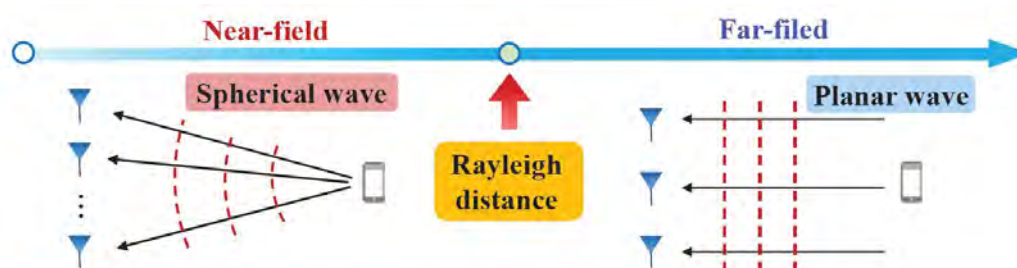 Near-field
Far-filed
Spherical wave
Planar wave
Rayleigh
distance